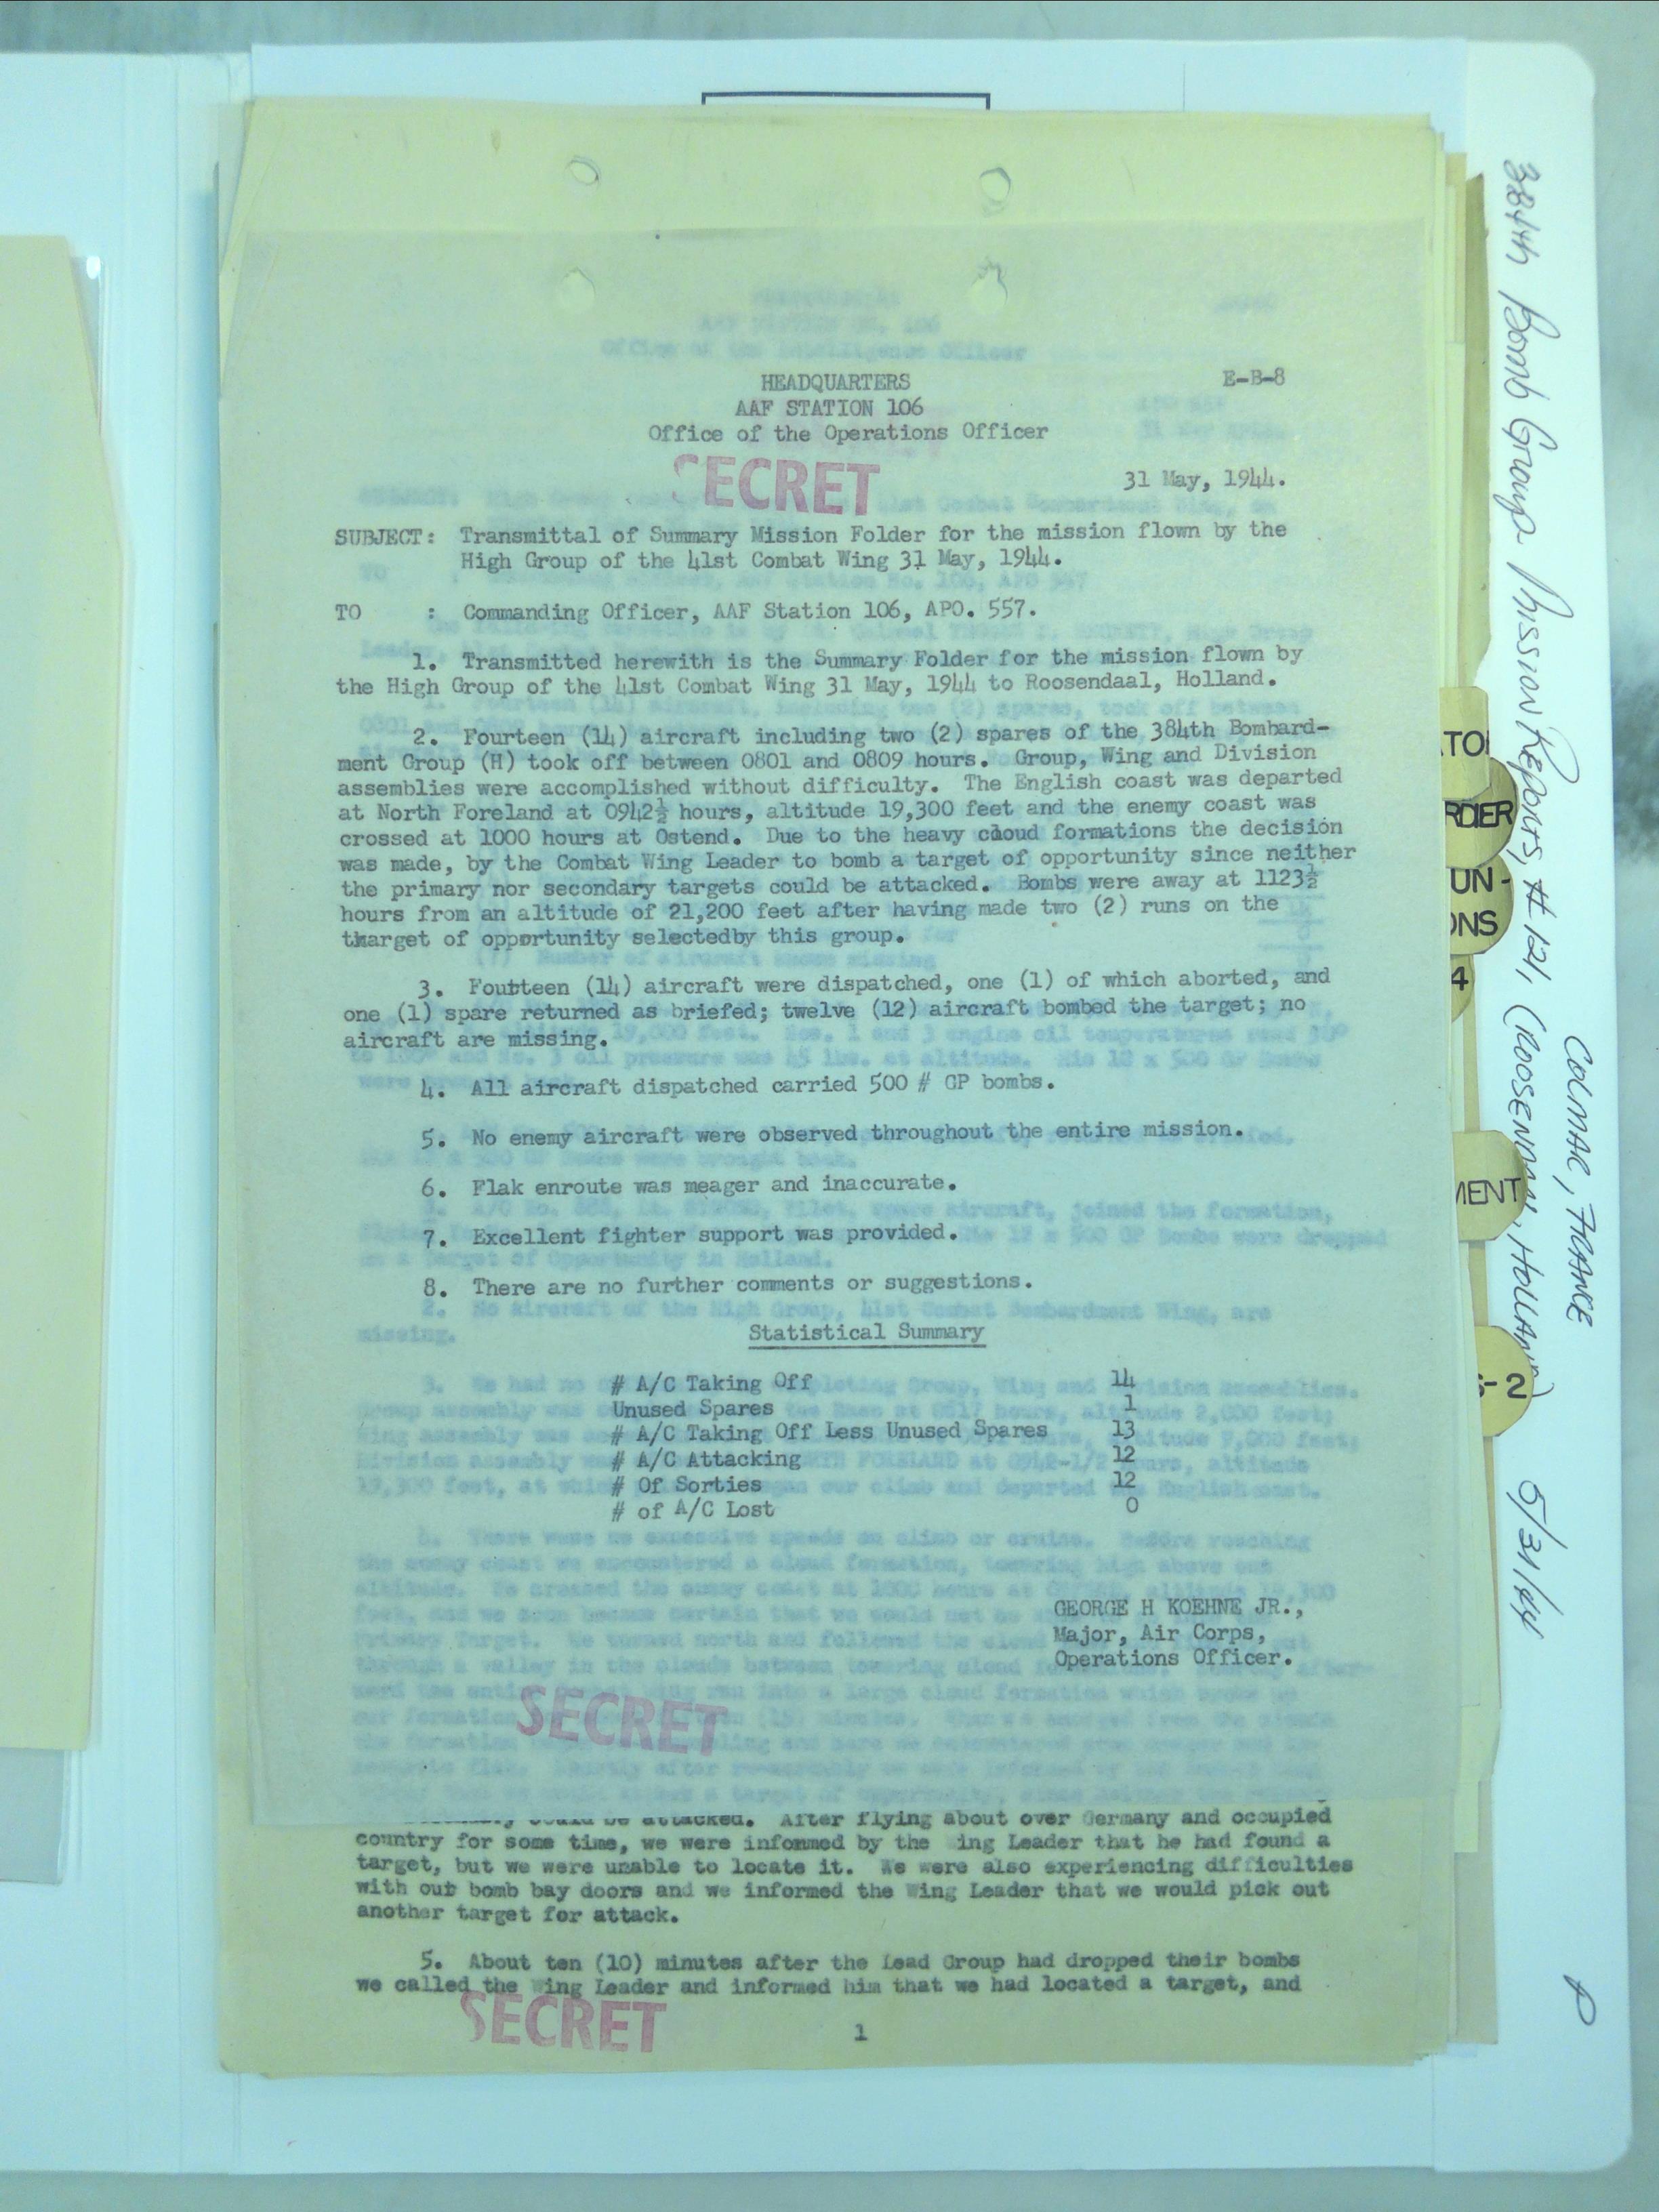 HEADQUARTERS
E-B-8
AAF STATION 106
Office of the Operations Officer
SECRET
31 May, 1944.
SUBJECT: Transmittal of Summary Mission Folder for the mission flown by the
High Group of the 41st Combat Wing 31 May, 1944.
TO : Commanding Officer, AAF Station 106, APO. 557.
1. Transmitted herewith is the Summary Folder for the mission flown by
the High Group of the 41st Combat Wing 31 May, 1944 to Roosendaal, Holland.
2. Fourteen (14) aircraft including two (2) spares of the 384th Bombard-
ment Group (H) took off between 0801 and 0809 hours. Group, Wing and Division
assemblies were accomplished without difficulty. The English coast was departed
at North Foreland at 0942½ hours, altitude 19,300 feet and the enemy coast was
crossed at 1000 hours at Ostend. Due to the heavy cloud formations the decision
was made, by the Combat Wing Leader to bomb a target of opportunity since neither
the primary nor secondary targets could be attacked. Bombs were away at 1123½
hours from an altitude of 21,200 feet after having made two (2) runs on the
target of opportunity selectedby this group.
3. Fourteen (14) aircraft were dispatched, one (1) of which aborted, and
one (1) spare returned as briefed; twelve (12) aircraft bombed the target; no
aircraft are missing.
4. All aircraft dispatched carried 500 # GP bombs.
5. No enemy aircraft were observed throughout the entire mission.
6. Flak enroute was meager and inaccurate.
7. Excellent fighter support was provided.
8. There are no further comments or suggestions.
Statistical Summary
# A/C Taking Off 14
Unused Spares 1
# A/C Taking Off Less Unused Spares 13
# A/C Attacking 12
# Of Sorties 12
# of A/C Lost 0
GEORGE H KOEHNE JR.,
Major, Air Corps,
Operations Officer.
SECRET
could be attacked. After flying about over Germany and occupied
country for some time, we were informed by the ing Leader that he had found a
target, but we were unable to locate it. We were also experiencing difficulties
with our bomb bay doors and we informed the Wing Leader that we would pick out
another target for attack.
5. About ten (10) minutes after the Lead Group had dropped their bombs
we called the Wing Leader and informed him that we had located a target, and
SECRET
1
384th Bomb Group Mission Reports, #121, (Roosendaal, Holland) 5/31/44
COLMAR, FRANCE
TO
RDIER
UN-
ONS
4
MENT
S-2